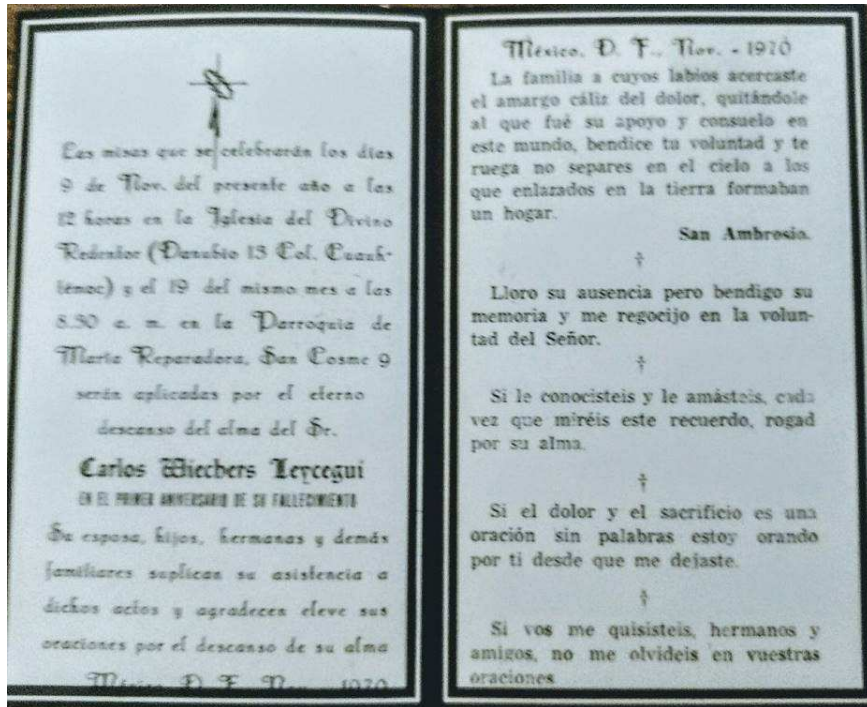 Las misas que se celebrarán los días
9 de Nov. del presente año a las
12 horas en la Iglesia del Divino
Redentor (Danubio 13 Col. Cuauh-
témoc) y el 19 del mismo mes a las
8.30 a. m. en la Parroquia de
María Reparadora, San Cosme 9
serán aplicadas por el eterno
descanso del alma del Sr.
Carlos Wiechers Leycegui
EN EL PRIMER ANIVERSARIO DE SU FALLECIMIENTO
Su esposa, hijos, hermanas y demás
familiares suplican su asistencia a
dichos actos y agradecen eleve sus
oraciones por el descanso de su alma
México, D. F., Nov. - 1970
México, D. F., Nov. - 1970
La familia a cuyos labios acercaste
el amargo cáliz del dolor, quitándole
al que fué su apoyo y consuelo en
este mundo, bendice tu voluntad y te
ruega no separes en el cielo a los
que enlazados en la tierra formaban
un hogar.
San Ambrosio.
Lloro su ausencia pero bendigo su
memoria y me regocijo en la volun-
tad del Señor.
Si le conocisteis y le amásteis, cada
vez que miréis este recuerdo, rogad
por su alma.
Si el dolor y el sacrificio es una
oración sin palabras estoy orando
por ti desde que me dejaste.
Si vos me quisisteis, hermanos y
amigos, no me olvideis en vuestras
oraciones